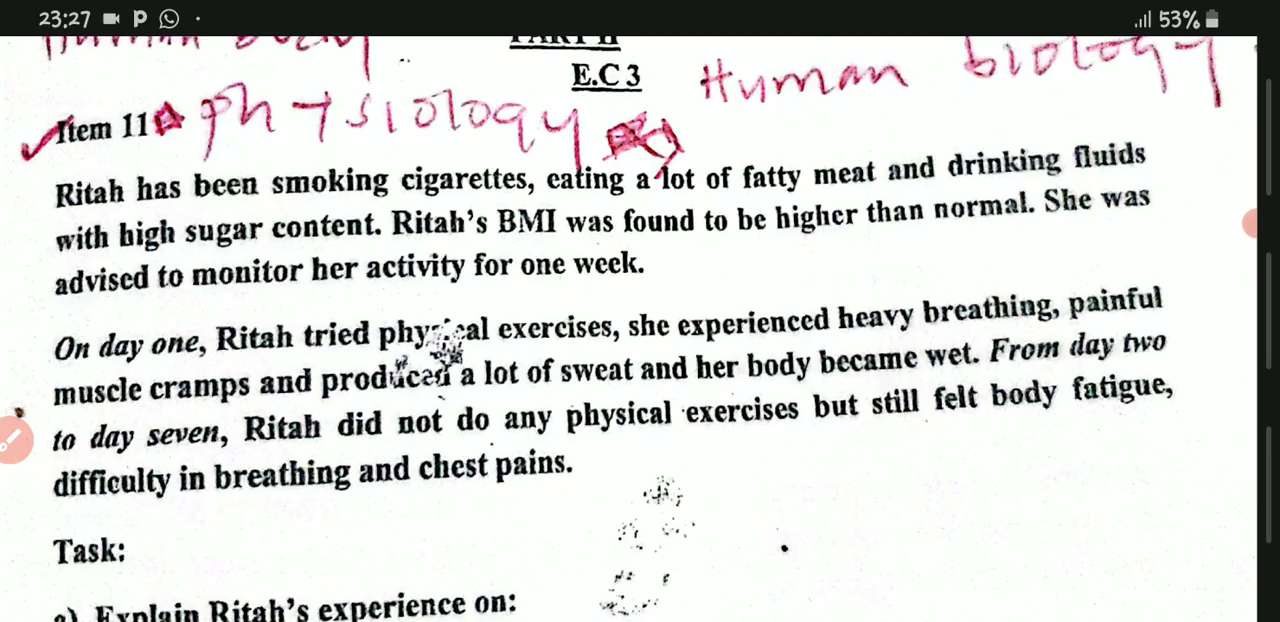 23:27 P 53%
Human body
PART II
E.C 3
Human biology
Item 11 physiology
Ritah has been smoking cigarettes, eating a lot of fatty meat and drinking fluids
with high sugar content. Ritah's BMI was found to be higher than normal. She was
advised to monitor her activity for one week.
On day one, Ritah tried physical exercises, she experienced heavy breathing, painful
muscle cramps and produced a lot of sweat and her body became wet. From day two
to day seven, Ritah did not do any physical exercises but still felt body fatigue,
difficulty in breathing and chest pains.
Task:
a) Explain Ritah's experience on: